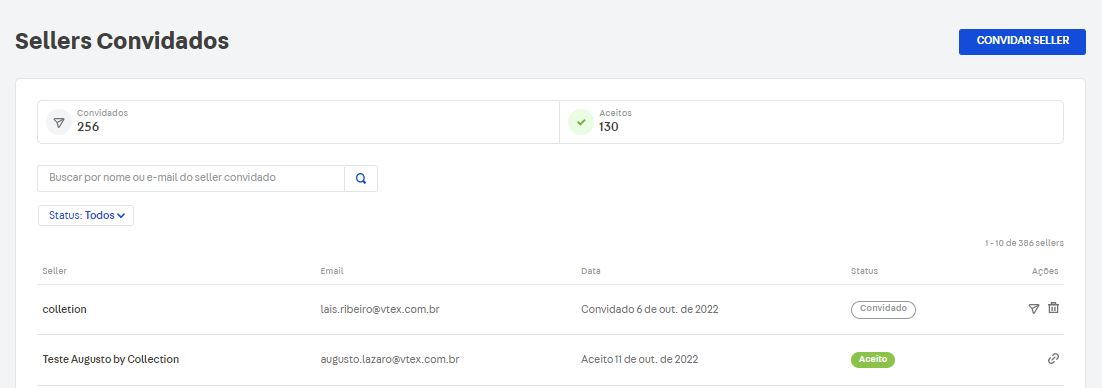 Sellers Convidados
CONVIDAR SELLER
Convidados
256
Aceitos
130
Buscar por nome ou e-mail do seller convidado
Status: Todos
1 - 10 de 386 sellers
Seller Email Data Status Ações
colletion lais.ribeiro@vtex.com.br Convidado 6 de out. de 2022 Convidado
Teste Augusto by Collection augusto.lazaro@vtex.com.br Aceito 11 de out. de 2022 Aceito